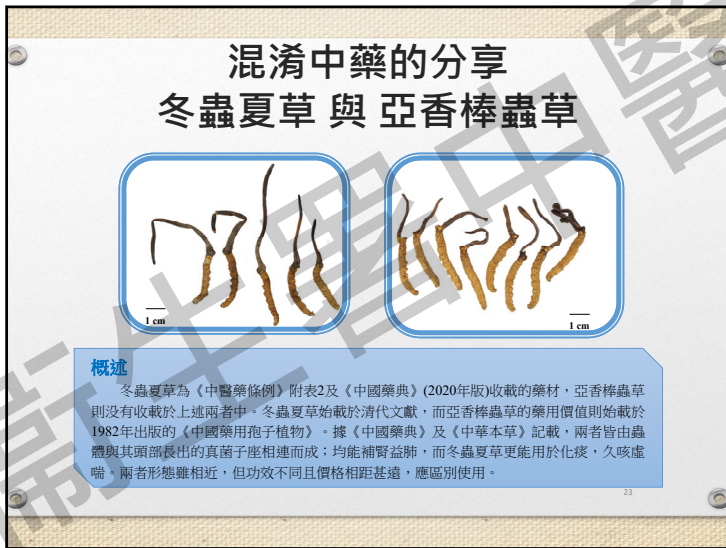 混淆中藥的分享
冬蟲夏草 與 亞香棒蟲草
1 cm
1 cm
概述
冬蟲夏草為《中醫藥條例》附表2及《中國藥典》(2020年版)收載的藥材，亞香棒蟲草
則没有收載於上述兩者中。冬蟲夏草始載於清代文獻，而亞香棒蟲草的藥用價值則始載於
1982年出版的《中國藥用孢子植物》。據《中國藥典》及《中華本草》記載，兩者皆由蟲
體與其頭部長出的真菌子座相連而成；均能補腎益肺，而冬蟲夏草更能用於化痰，久咳虛
喘。兩者形態雖相近，但功效不同且價格相距甚遠，應區別使用。
23
衞生署中醫